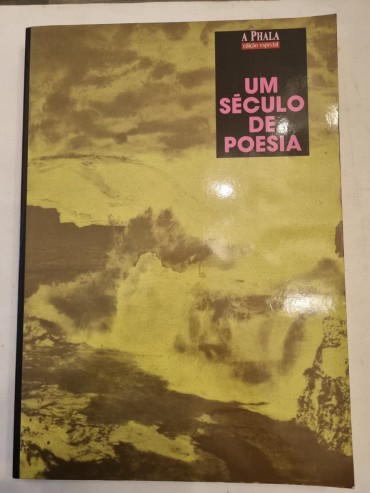 A PHALA
edição especial
UM
SÉCULO
DE
POESIA